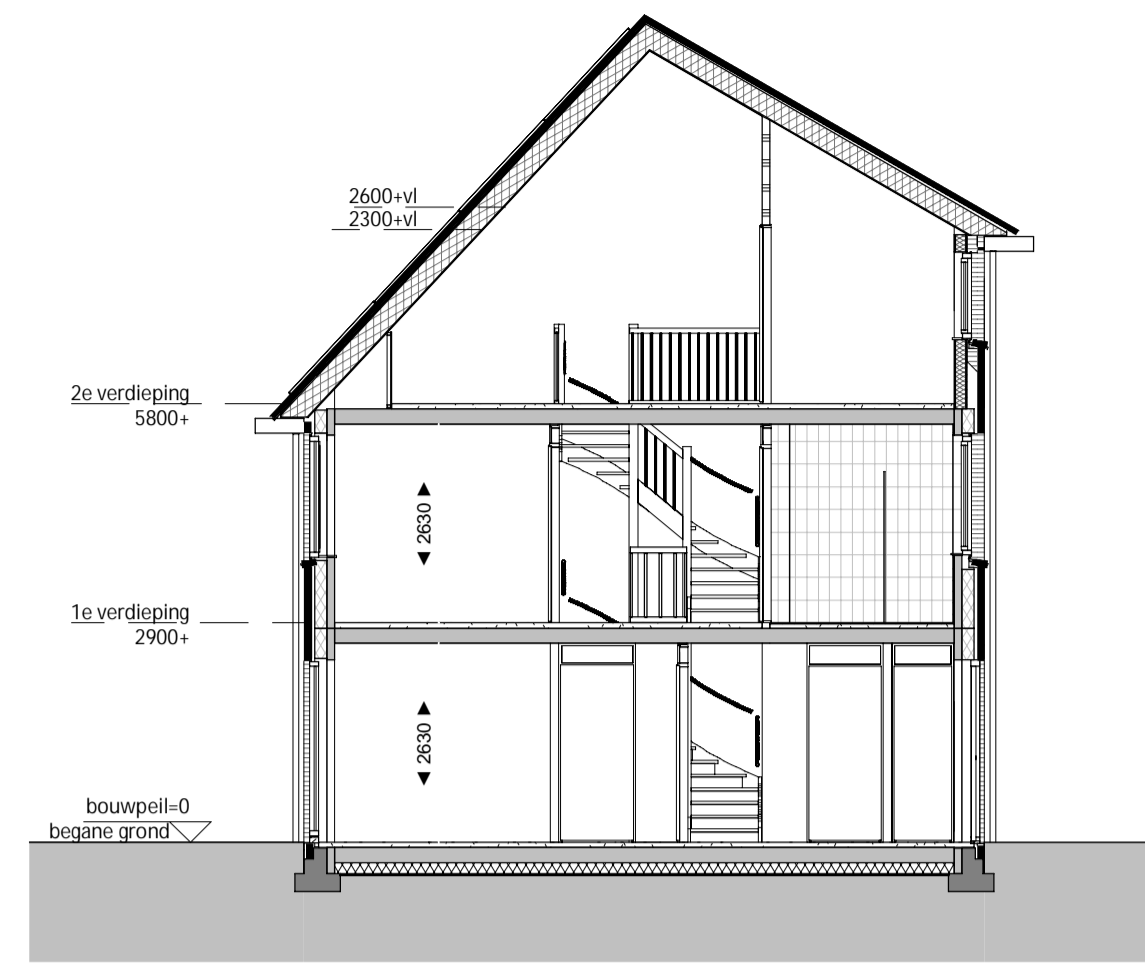 2600+vl
2300+vl
2e verdieping
5800+
2630
1e verdieping
2900+
2630
bouwpeil=0
begane grond